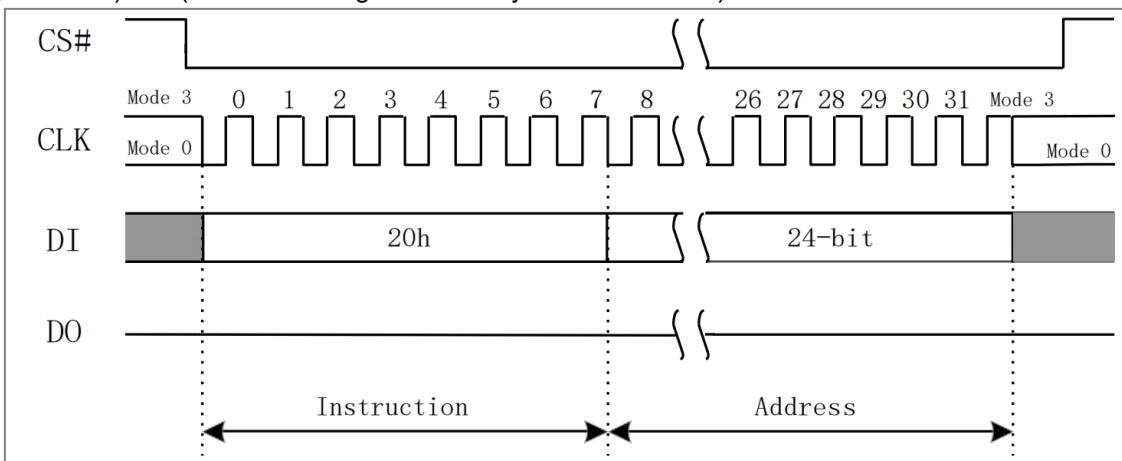 CS#
Mode 3 0 1 2 3 4 5 6 7 8 26 27 28 29 30 31 Mode 3
CLK
Mode 0 Mode 0
DI 20h 24-bit
DO
Instruction Address